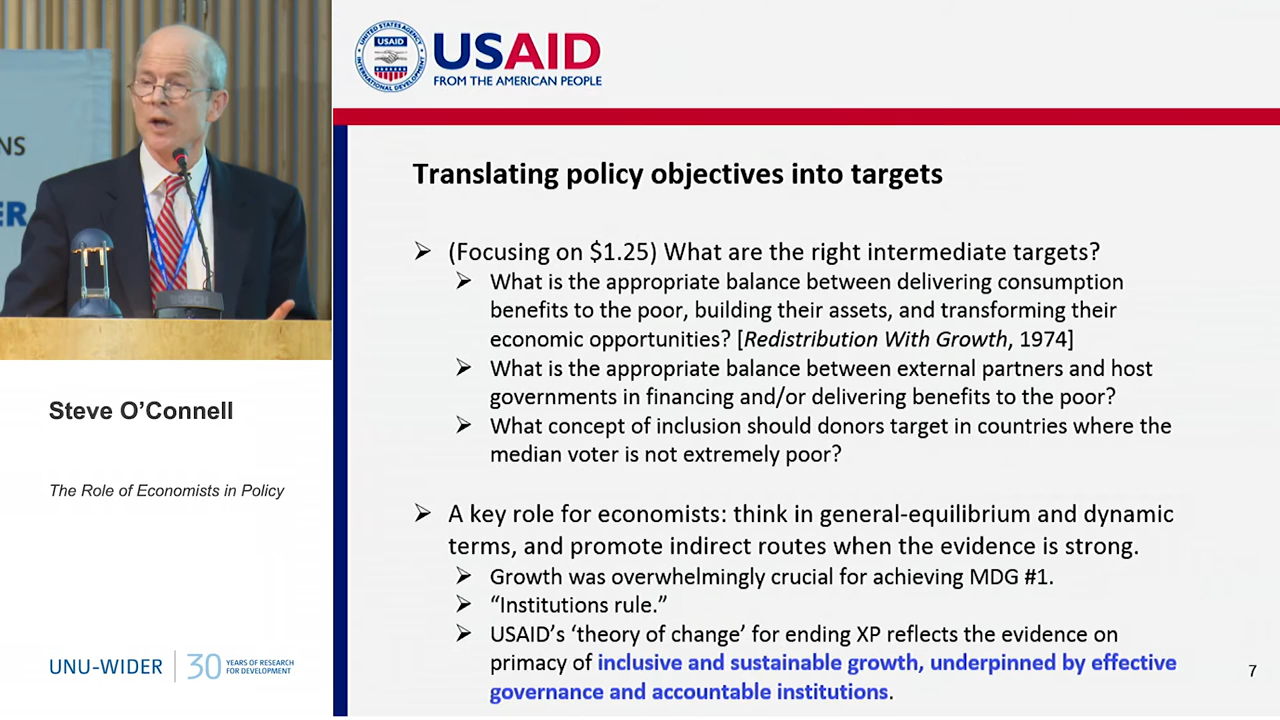 NS
ER
BOSCH
Steve O'Connell
The Role of Economists in Policy
UNU-WIDER
30 YEARS OF RESEARCH
FOR DEVELOPMENT
UNITED STATES AGENCY
USAID
INTERNATIONAL DEVELOPMENT
USAID
FROM THE AMERICAN PEOPLE
Translating policy objectives into targets
(Focusing on $1.25) What are the right intermediate targets?
What is the appropriate balance between delivering consumption
benefits to the poor, building their assets, and transforming their
economic opportunities? [Redistribution With Growth, 1974]
What is the appropriate balance between external partners and host
governments in financing and/or delivering benefits to the poor?
What concept of inclusion should donors target in countries where the
median voter is not extremely poor?
A key role for economists: think in general-equilibrium and dynamic
terms, and promote indirect routes when the evidence is strong.
Growth was overwhelmingly crucial for achieving MDG #1.
“Institutions rule.”
USAID’s ‘theory of change’ for ending XP reflects the evidence on
primacy of inclusive and sustainable growth, underpinned by effective
governance and accountable institutions.
7